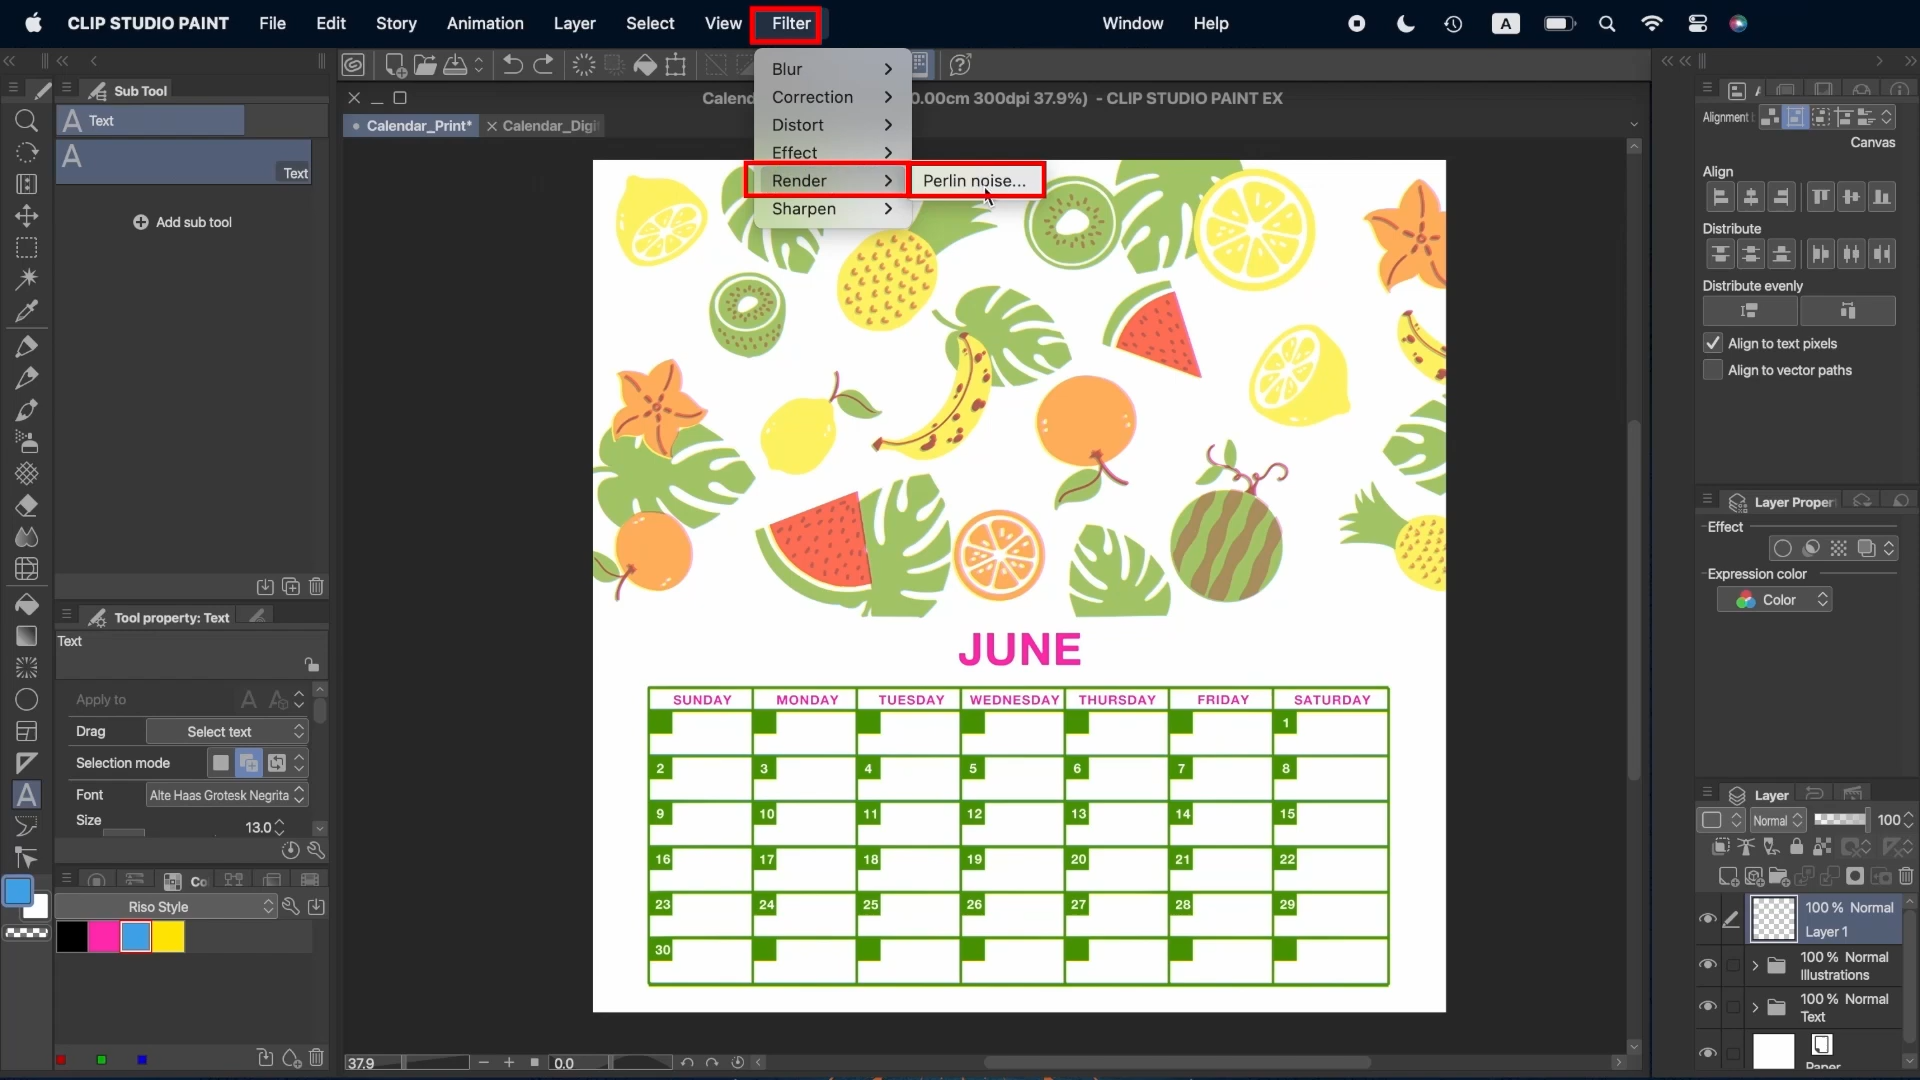 CLIP STUDIO PAINT File Edit Story Animation Layer Select View Filter Window Help A
Sub Tool
A Text
A
Text
Add sub tool
Blur
Correction
Distort
Effect
Render
Perlin noise...
Sharpen
Calend 0.00cm 300dpi 37.9%) - CLIP STUDIO PAINT EX
Calendar_Print* Calendar_Digi
JUNE
SUNDAY MONDAY TUESDAY WEDNESDAY THURSDAY FRIDAY SATURDAY
1
2 3 4 5 6 7 8
9 10 11 12 13 14 15
16 17 18 19 20 21 22
23 24 25 26 27 28 29
30
Tool property: Text
Text
Apply to A
Drag Select text
Selection mode
Font Alte Haas Grotesk Negrita
Size 13.0
Co
Riso Style
37.9 0.0
Alignment
Canvas
Align
Distribute
Distribute evenly
Align to text pixels
Align to vector paths
Layer Proper
Effect
Expression color
Color
Layer
Normal 100
100 % Normal
Layer 1
100 % Normal
Illustrations
100 % Normal
Text
Paper